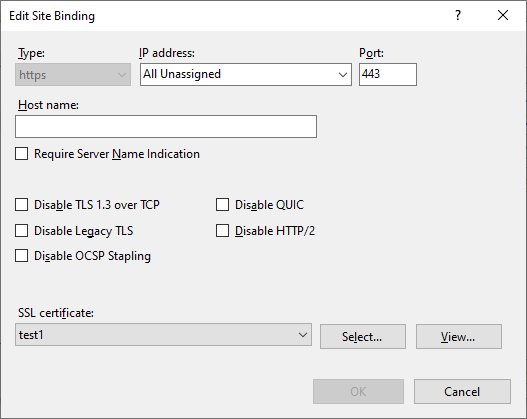 Edit Site Binding
?
Type:
IP address:
Port:
https
All Unassigned
443
Host name:
Require Server Name Indication
Disable TLS 1.3 over TCP
Disable QUIC
Disable Legacy TLS
Disable HTTP/2
Disable OCSP Stapling
SSL certificate:
test1
Select...
View...
OK
Cancel